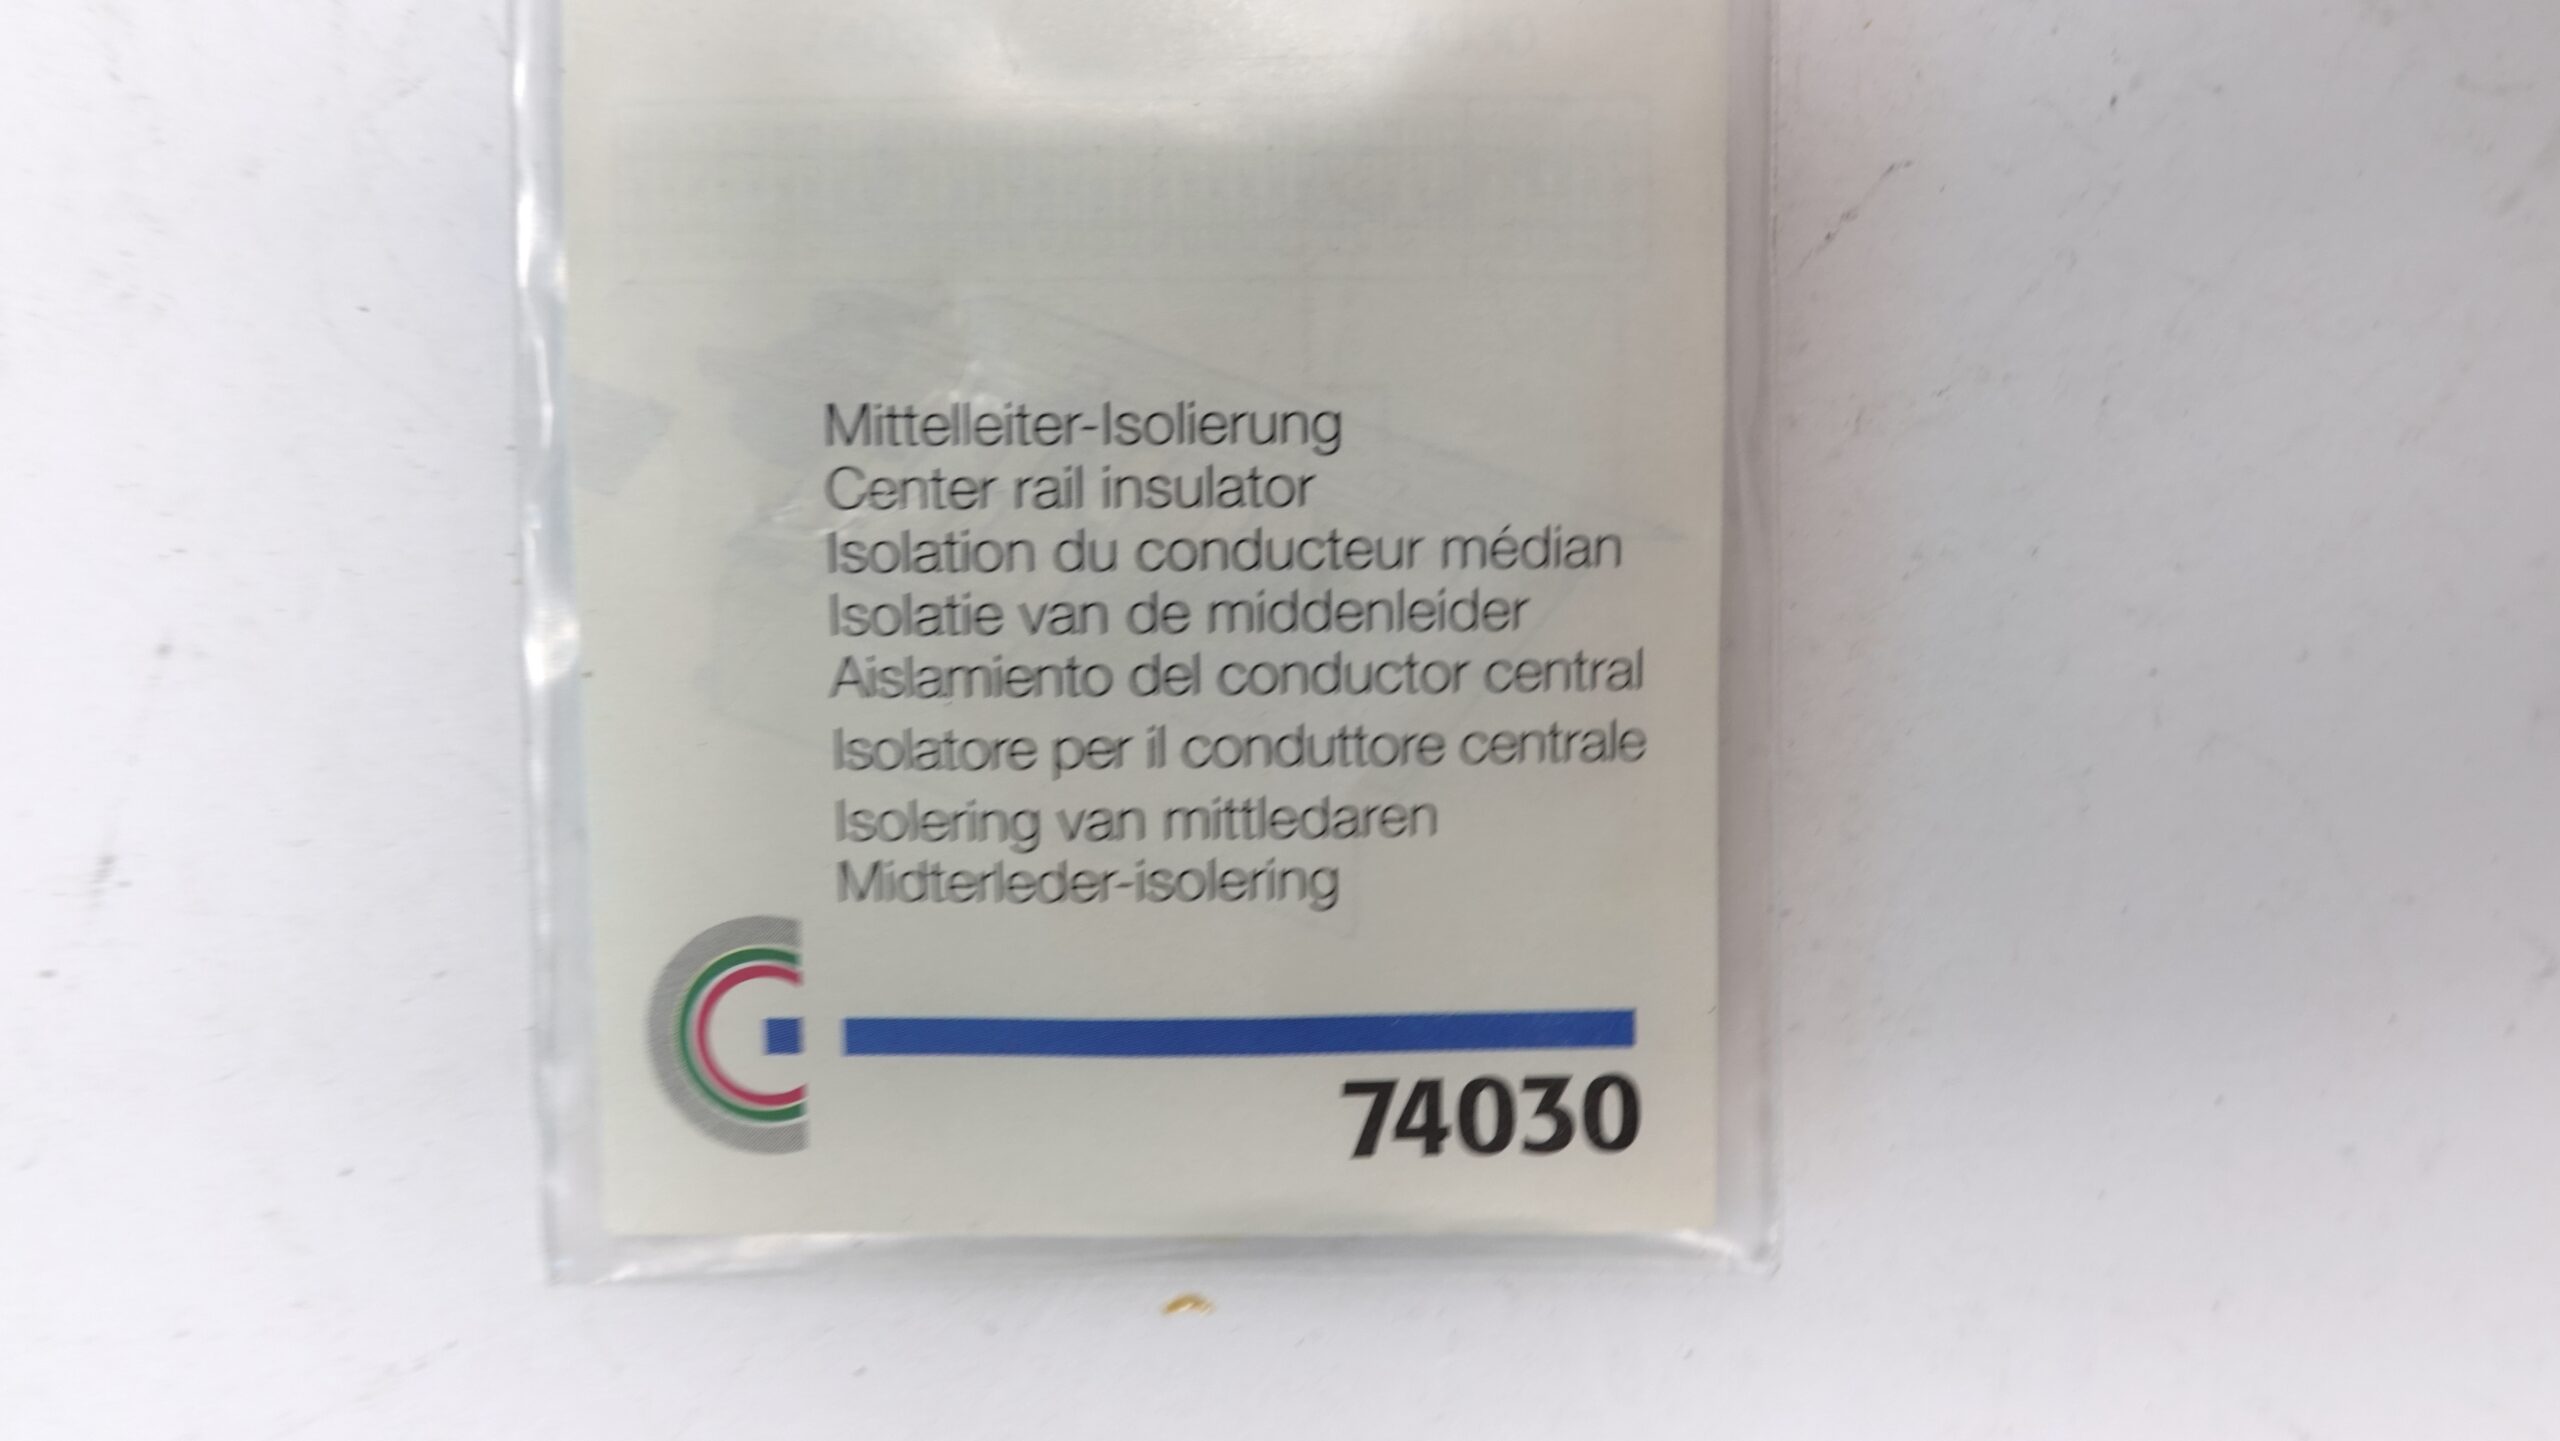 Mittelleiter-Isolierung
Center rail insulator
Isolation du conducteur médian
Isolatie van de middenleider
Aislamiento del conductor central
Isolatore per il conduttore centrale
Isolering van mittledaren
Midterleder-isolering
74030